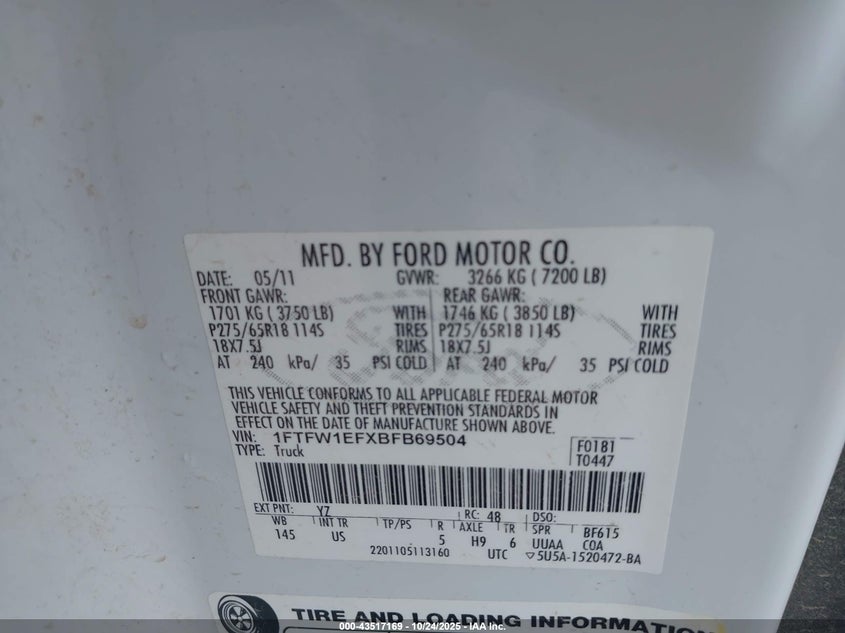 MFD. BY FORD MOTOR CO.
DATE: 05/11 GVWR: 3266 KG ( 7200 LB)
FRONT GAWR: REAR GAWR:
1701 KG ( 3750 LB) WITH 1746 KG ( 3850 LB) WITH
P275/65R18 114S TIRES P275/65R18 114S TIRES
18X7.5J RIMS 18X7.5J RIMS
AT 240 kPa/ 35 PSI COLD AT 240 kPa/ 35 PSI COLD
THIS VEHICLE CONFORMS TO ALL APPLICABLE FEDERAL MOTOR
VEHICLE SAFETY AND THEFT PREVENTION STANDARDS IN
EFFECT ON THE DATE OF MANUFACTURE SHOWN ABOVE.
VIN: 1FTFW1EFXBFB69504 F0181
TYPE: Truck T0447
EXT PNT: YZ RC: 48 DSO:
WB INT TR TP/PS R AXLE TR SPR BF615
145 US 5 H9 6 UUAA COA
2201105113160 UTC ▽5U5A-1520472-BA
TIRE AND LOADING INFORMATION
000-43517169 - 10/24/2025 - IAA Inc.